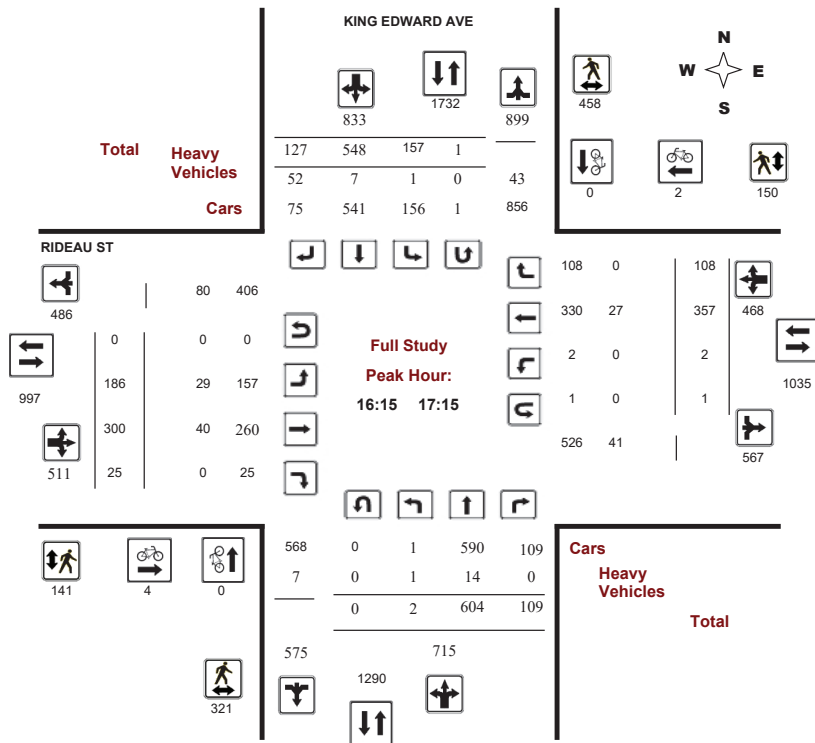 KING EDWARD AVE
N
W E
S
1732
458
833 899
Total Heavy Vehicles
127 548 157 1
52 7 1 0 43
Cars 75 541 156 1 856
0 2 150
RIDEAU ST
486
80 406
997
0 0 0
186 29 157
300 40 260
511
25 0 25
Full Study
Peak Hour:
16:15 17:15
108 0 108
468
330 27 357
1035
2 0 2
1 0 1
526 41
567
141 4 0
568 0 1 590 109
7 0 1 14 0
0 2 604 109
Cars
Heavy
Vehicles
Total
575 715
1290
321